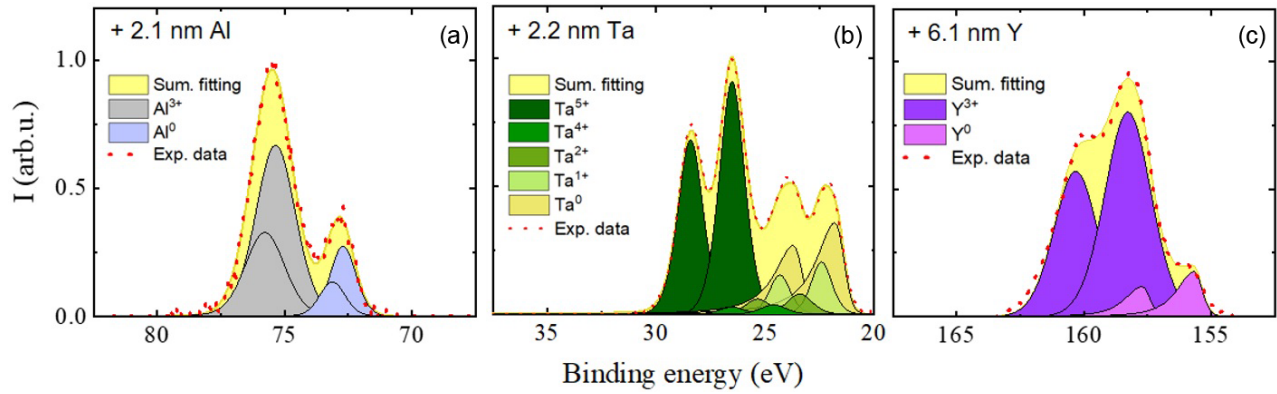 + 2.1 nm Al
(a)
Sum. fitting
Al³⁺
Al⁰
Exp. data
I (arb.u.)
1.0
0.5
0.0
80
75
70
+ 2.2 nm Ta
(b)
Sum. fitting
Ta⁵⁺
Ta⁴⁺
Ta²⁺
Ta¹⁺
Ta⁰
Exp. data
35
30
25
20
+ 6.1 nm Y
(c)
Sum. fitting
Y³⁺
Y⁰
Exp. data
165
160
155
Binding energy (eV)